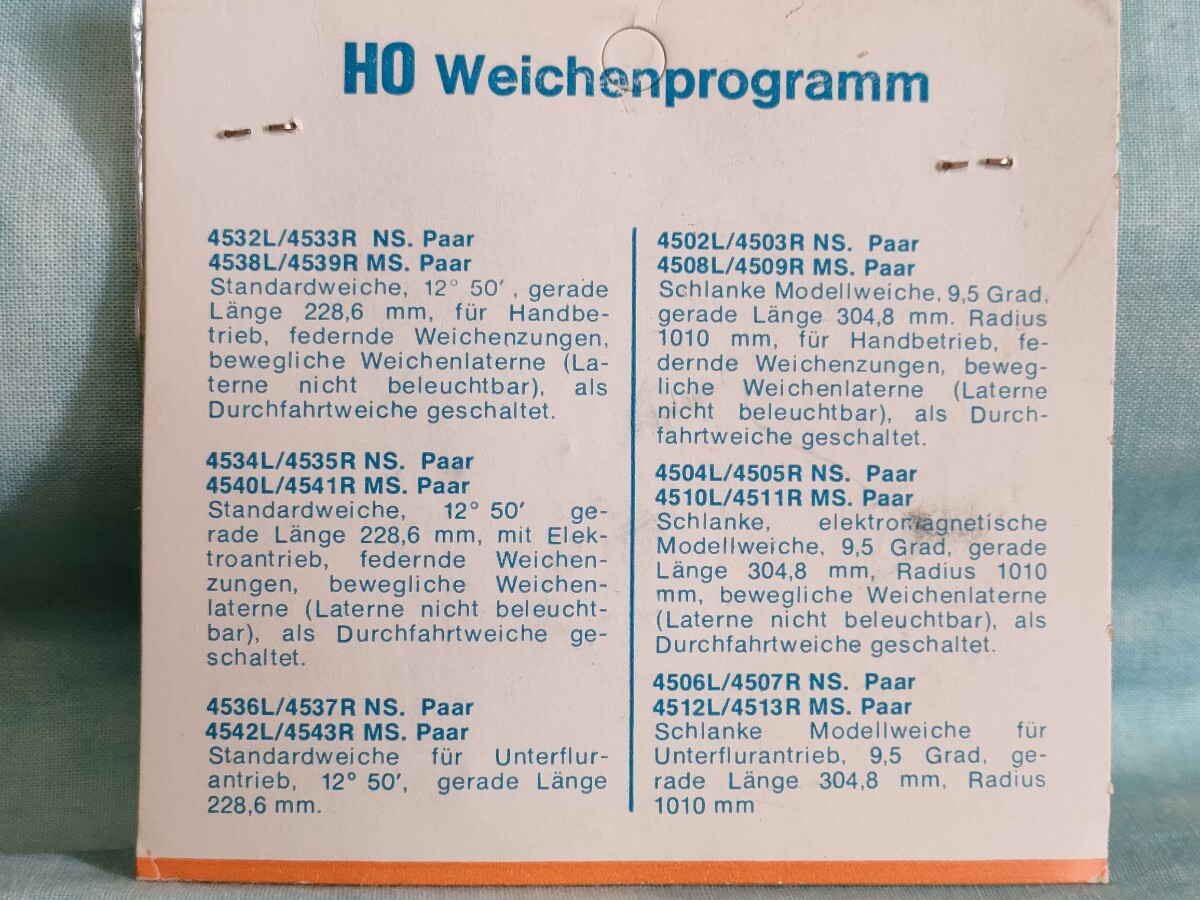 HO Weichenprogramm
4532L/4533R NS. Paar
4538L/4539R MS. Paar
Standardweiche, 12° 50′, gerade
Länge 228,6 mm, für Handbe-
trieb, federnde Weichenzungen,
bewegliche Weichenlaterne (La-
terne nicht beleuchtbar), als
Durchfahrtweiche geschaltet.
4534L/4535R NS. Paar
4540L/4541R MS. Paar
Standardweiche, 12° 50′ ge-
rade Länge 228,6 mm, mit Elek-
troantrieb, federnde Weichen-
zungen, bewegliche Weichen-
laterne (Laterne nicht beleucht-
bar), als Durchfahrtweiche ge-
schaltet.
4536L/4537R NS. Paar
4542L/4543R MS. Paar
Standardweiche für Unterflur-
antrieb, 12° 50′, gerade Länge
228,6 mm.
4502L/4503R NS. Paar
4508L/4509R MS. Paar
Schlanke Modellweiche, 9,5 Grad,
gerade Länge 304,8 mm. Radius
1010 mm, für Handbetrieb, fe-
dernde Weichenzungen, beweg-
liche Weichenlaterne (Laterne
nicht beleuchtbar), als Durch-
fahrtweiche geschaltet.
4504L/4505R NS. Paar
4510L/4511R MS. Paar
Schlanke, elektromagnetische
Modellweiche, 9,5 Grad, gerade
Länge 304,8 mm, Radius 1010
mm, bewegliche Weichenlaterne
(Laterne nicht beleuchtbar), als
Durchfahrtweiche geschaltet.
4506L/4507R NS. Paar
4512L/4513R MS. Paar
Schlanke Modellweiche für
Unterflurantrieb, 9,5 Grad, ge-
rade Länge 304,8 mm, Radius
1010 mm